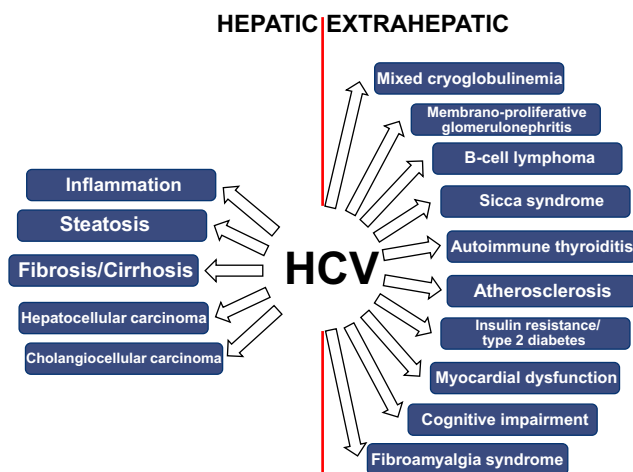 HEPATIC EXTRAHEPATIC
Mixed cryoglobulinemia
Membrano-proliferative
glomerulonephritis
B-cell lymphoma
Sicca syndrome
Autoimmune thyroiditis
Atherosclerosis
Insulin resistance/
type 2 diabetes
Myocardial dysfunction
Cognitive impairment
Fibroamyalgia syndrome
HCV
Inflammation
Steatosis
Fibrosis/Cirrhosis
Hepatocellular carcinoma
Cholangiocellular carcinoma